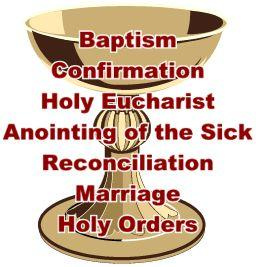 Baptism
Confirmation
Holy Eucharist
Anointing of the Sick
Reconciliation
Marriage
Holy Orders